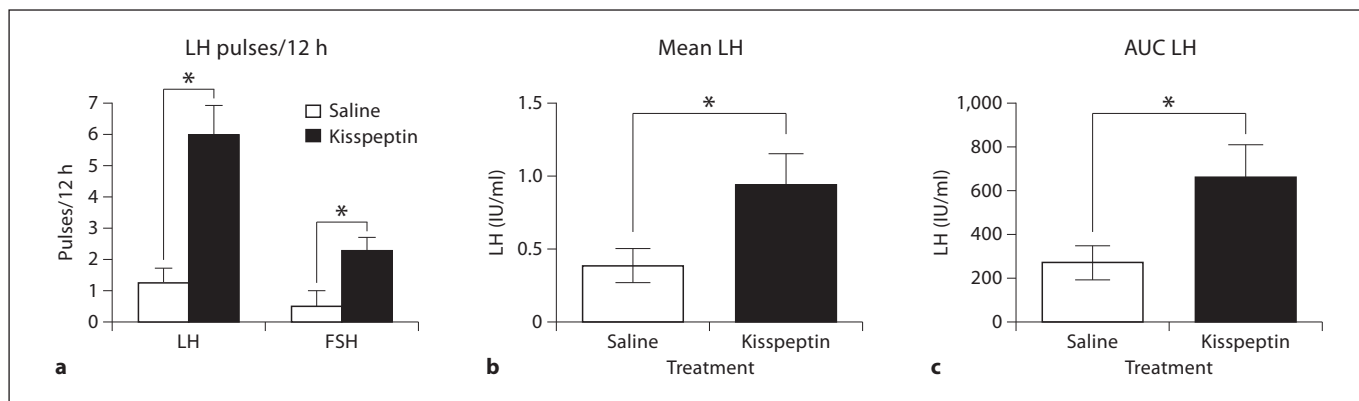 LH pulses/12 h
*
*
Saline
Kisspeptin
Pulses/12 h
7
6
5
4
3
2
1
0
LH
FSH
a
Mean LH
*
LH (IU/ml)
1.5
1.0
0.5
0
Saline
Kisspeptin
Treatment
b
AUC LH
*
LH (IU/ml)
1,000
800
600
400
200
0
Saline
Kisspeptin
Treatment
c